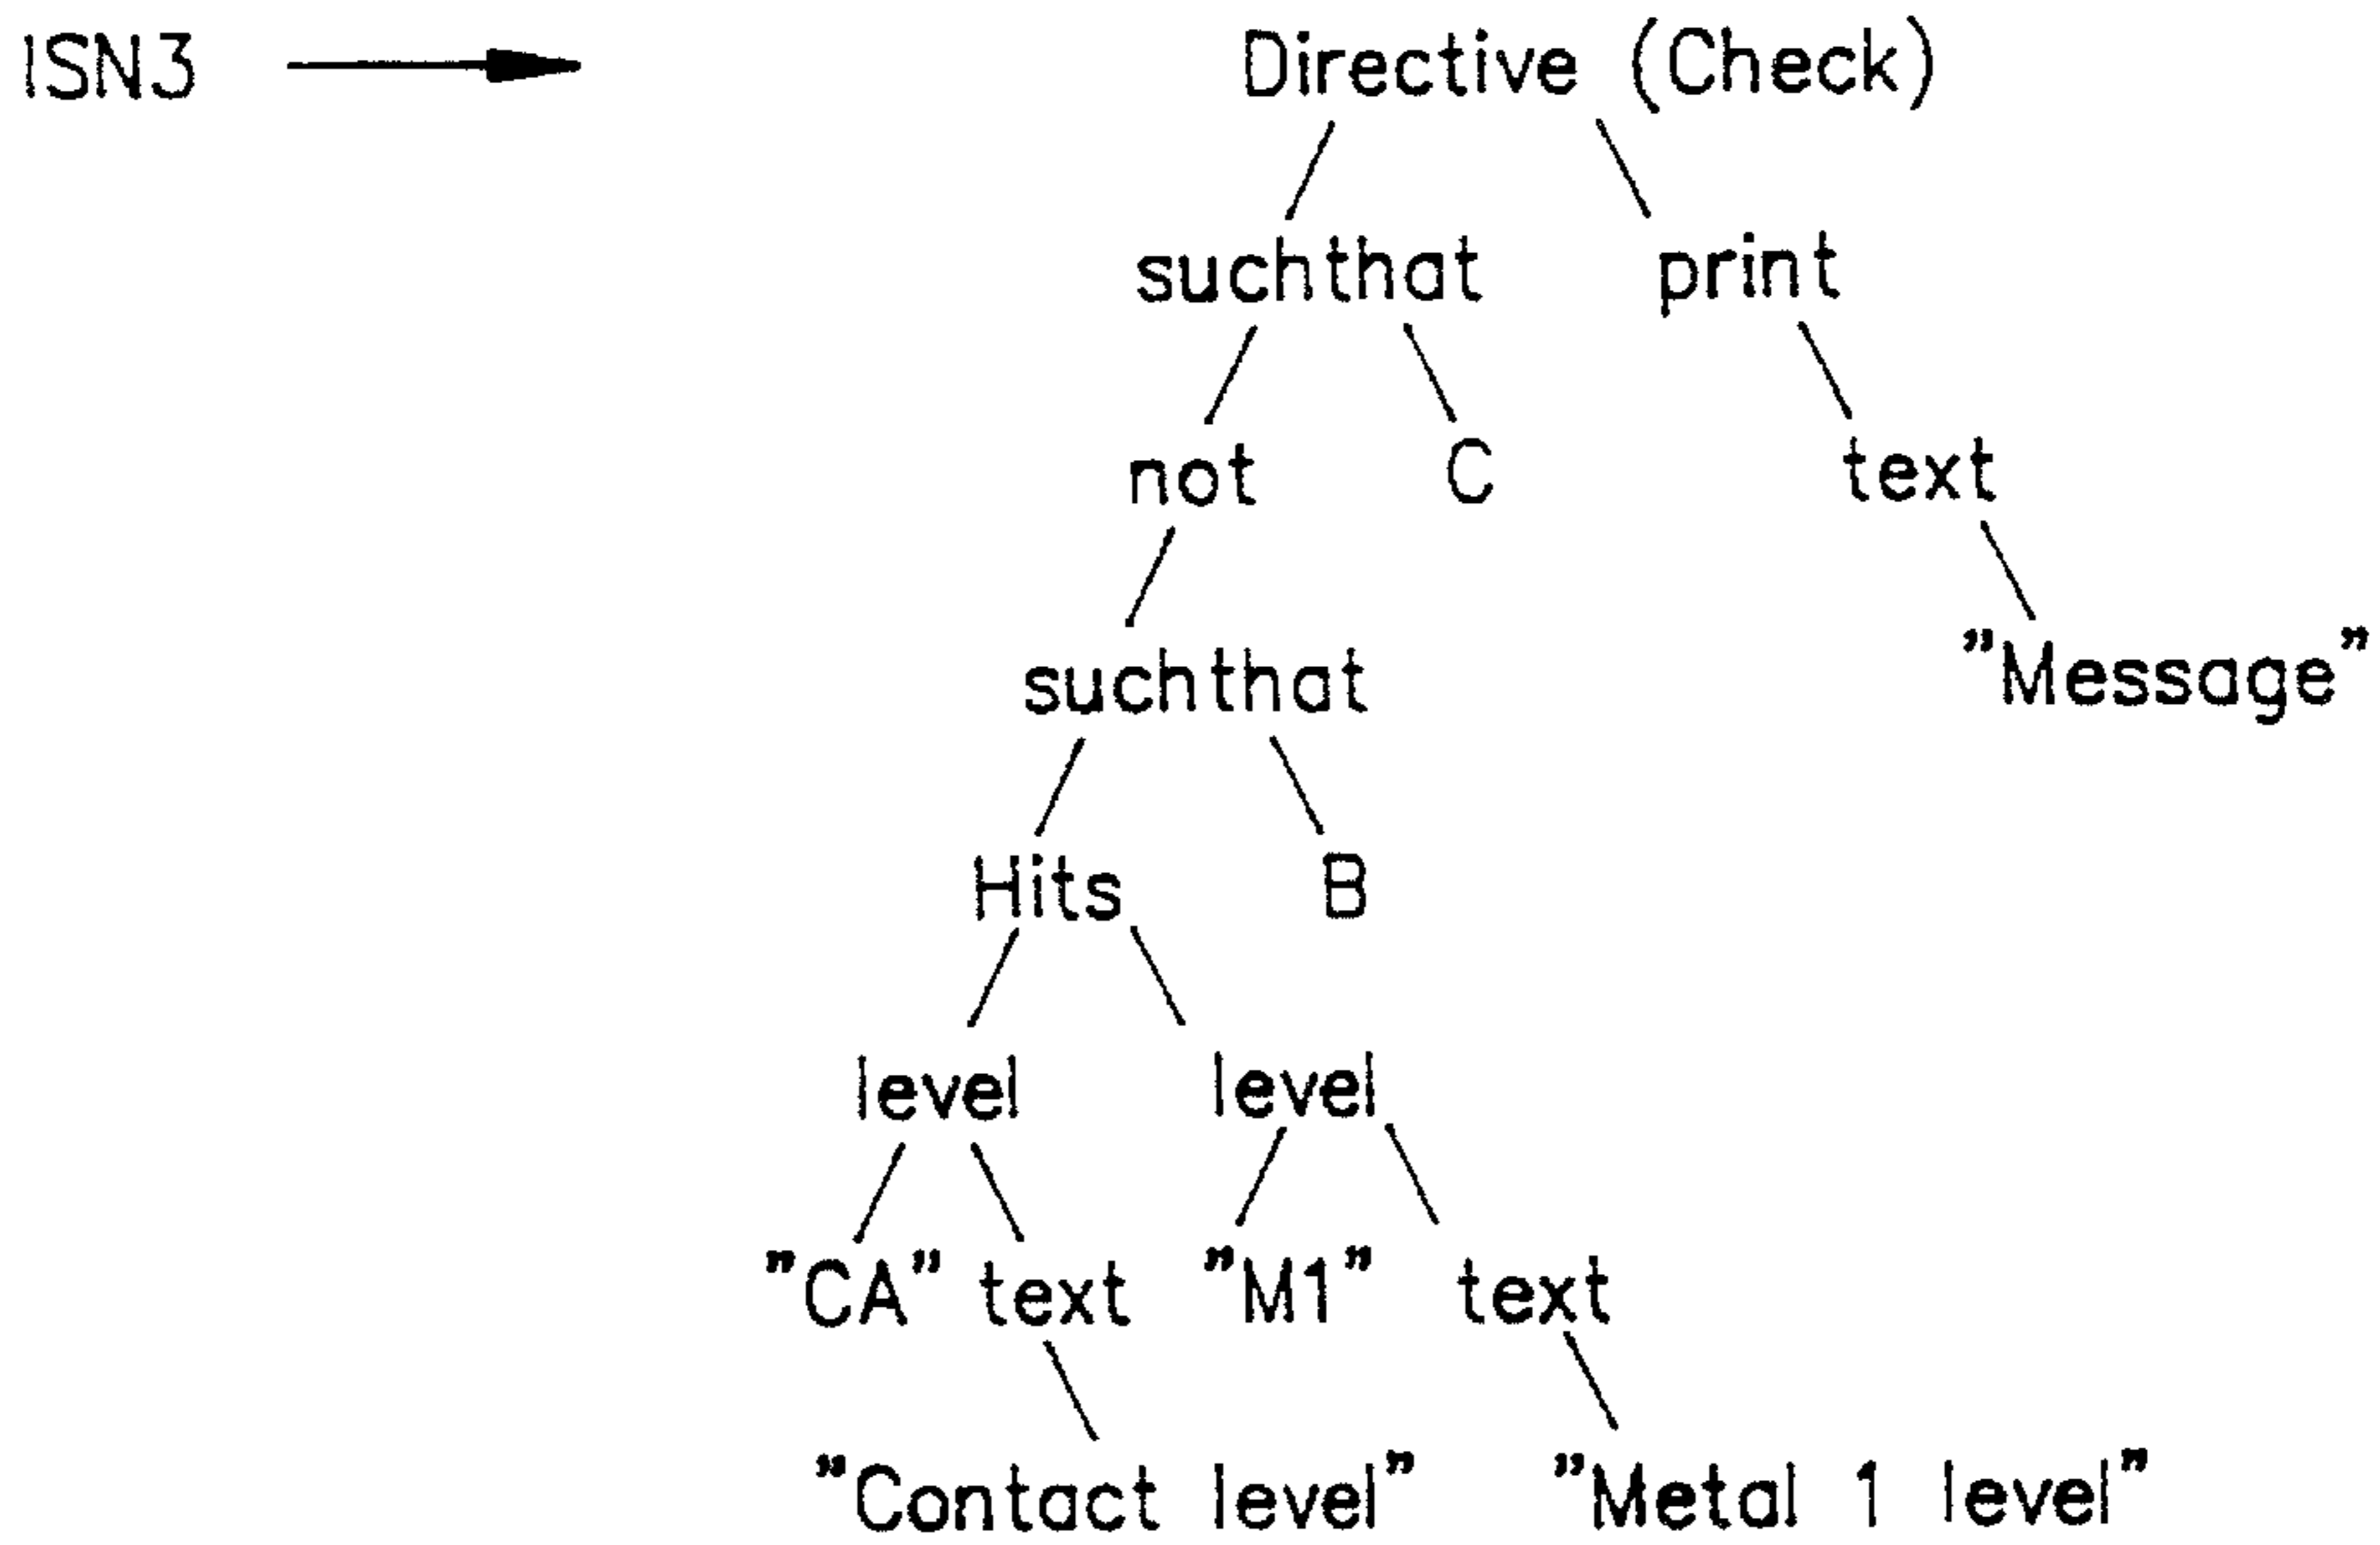 ISN3 Directive (Check)
suchthat print
not C text
suchthat "Message"
Hits B
level level
"CA" text "M1" text
"Contact level" "Metal 1 level"